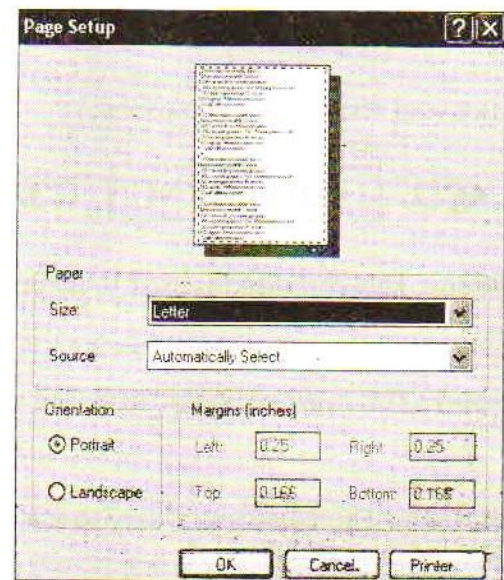 Page Setup
Paper
Size: Letter
Source Automatically Select
Orientation
Portrait
Landscape
Margins (inches)
Left: 0.25 Right: 0.25
Top: 0.166 Bottom: 0.166
OK Cancel. Printer